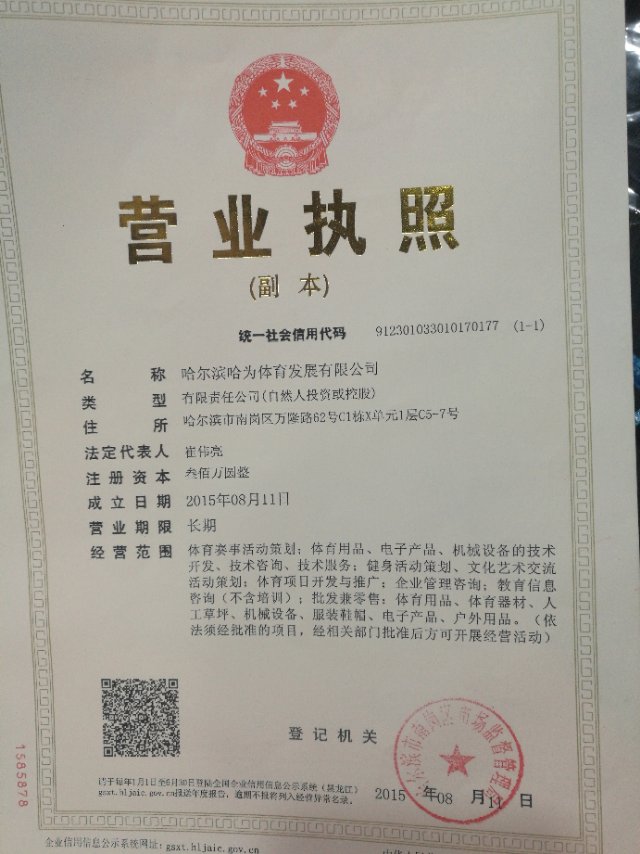 营业执照
(副 本)
统一社会信用代码 912301033010170177 (1-1)
名 称 哈尔滨哈为体育发展有限公司
类 型 有限责任公司(自然人投资或控股)
住 所 哈尔滨市南岗区万隆路62号C1栋X单元1层C5-7号
法定代表人 崔伟亮
注册资本 叁佰万圆整
成立日期 2015年08月11日
营业期限 长期
经营范围 体育赛事活动策划；体育用品、电子产品、机械设备的技术
开发、技术咨询、技术服务；健身活动策划、文化艺术交流
活动策划；体育项目开发与推广；企业管理咨询；教育信息
咨询（不含培训）；批发兼零售：体育用品、体育器材、人
工草坪、机械设备、服装鞋帽、电子产品、户外用品。（依
法须经批准的项目，经相关部门批准后方可开展经营活动）
登记机关
哈尔滨市南岗区市场监督管理局
2015 年 08 月 11 日
请于每年1月1日至6月30日登陆全国企业信用信息公示系统（黑龙江）
gsxt.hljaic.gov.cn报送年度报告，逾期不报将列入经营异常名录。
1585878
企业信用信息公示系统网址：gsxt.hljaic.gov.cn